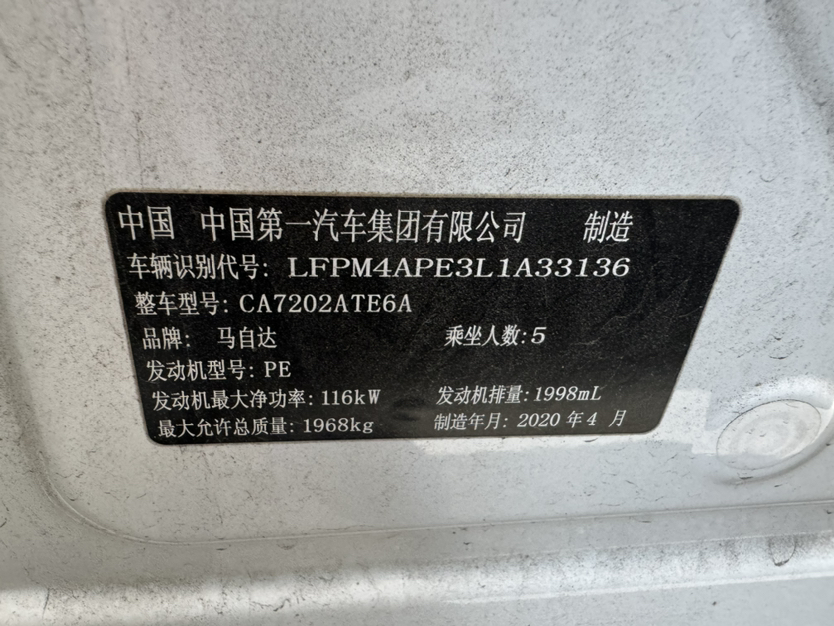 中国 中国第一汽车集团有限公司 制造
车辆识别代号: LFPM4APE3L1A33136
整车型号: CA7202ATE6A
品牌: 马自达 乘坐人数: 5
发动机型号: PE
发动机最大净功率: 116kW 发动机排量: 1998mL
最大允许总质量: 1968kg 制造年月: 2020 年 4 月